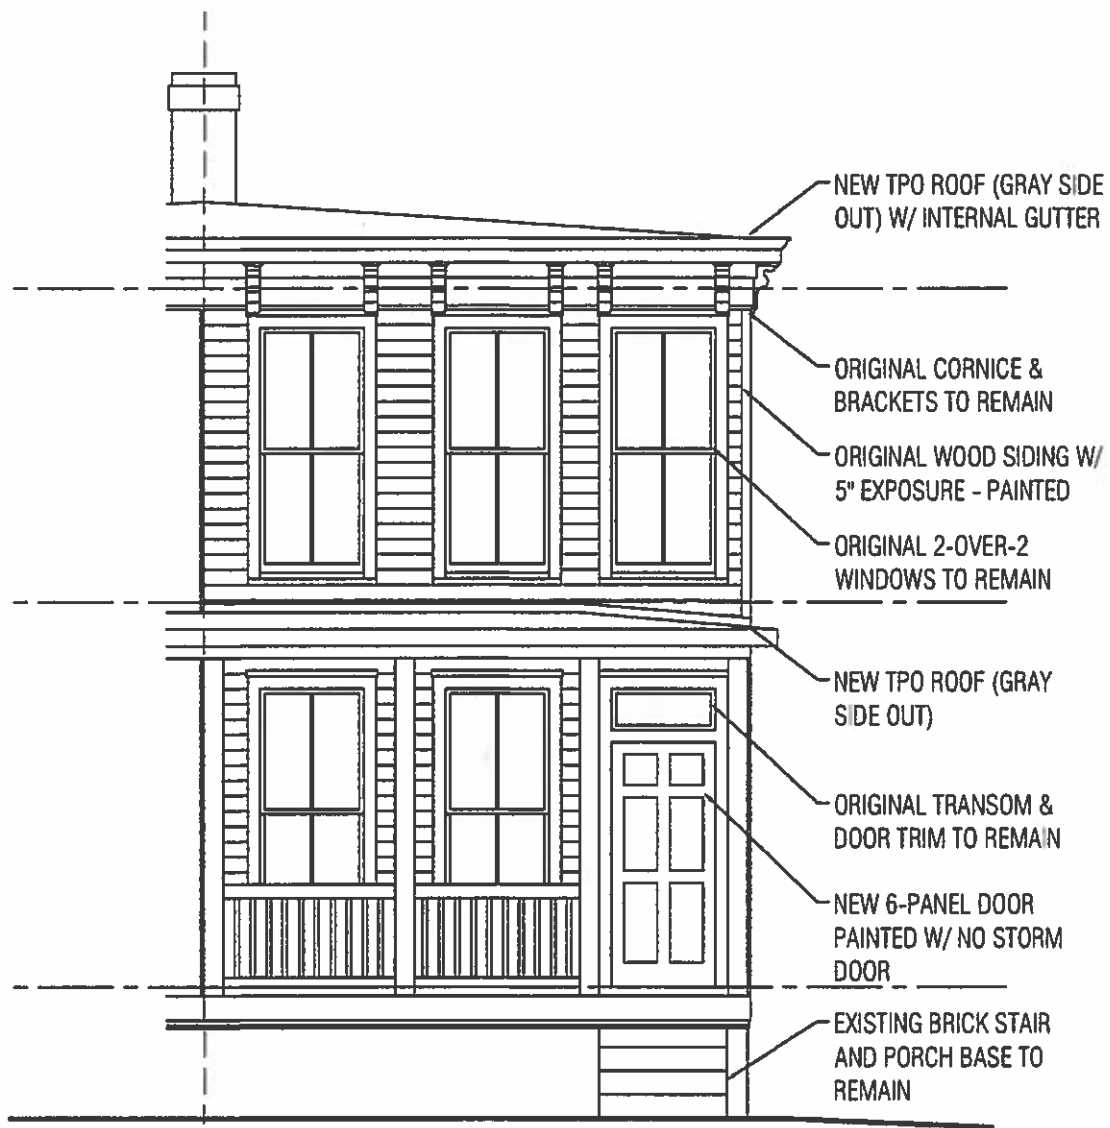 NEW TPO ROOF (GRAY SIDE
OUT) W/ INTERNAL GUTTER
ORIGINAL CORNICE &
BRACKETS TO REMAIN
ORIGINAL WOOD SIDING W/
5" EXPOSURE - PAINTED
ORIGINAL 2-OVER-2
WINDOWS TO REMAIN
NEW TPO ROOF (GRAY
SIDE OUT)
ORIGINAL TRANSOM &
DOOR TRIM TO REMAIN
NEW 6-PANEL DOOR
PAINTED W/ NO STORM
DOOR
EXISTING BRICK STAIR
AND PORCH BASE TO
REMAIN